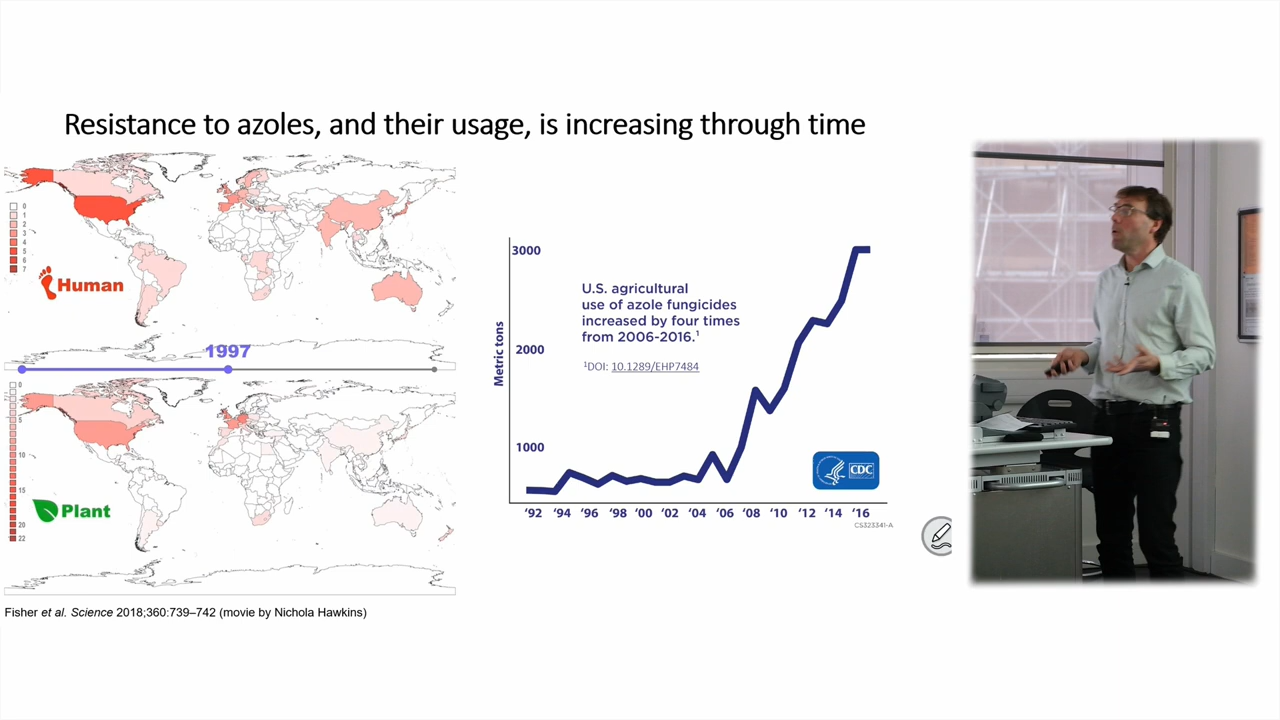 Resistance to azoles, and their usage, is increasing through time
0
1
2
3
4
5
6
7
Human
1997
0
5
10
15
20
22
Plant
3000
2000
1000
Metric tons
U.S. agricultural
use of azole fungicides
increased by four times
from 2006-2016.¹
¹DOI: 10.1289/EHP7484
CDC
'92 '94 '96 '98 '00 '02 '04 '06 '08 '10 '12 '14 '16
CS323341-A
Fisher et al. Science 2018;360:739–742 (movie by Nichola Hawkins)